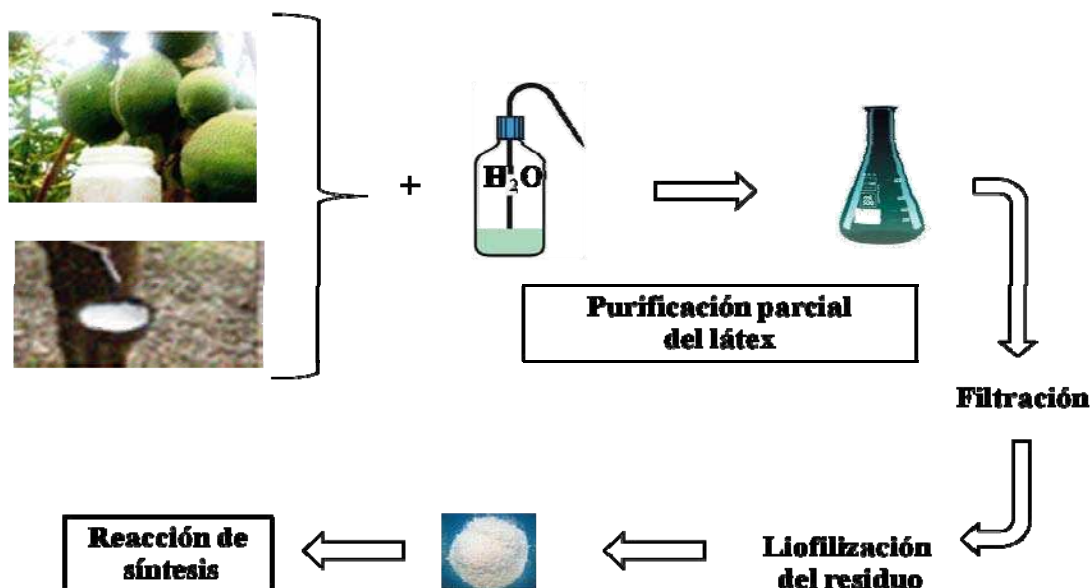 +
H₂O
Purificación parcial
del látex
Filtración
Liofilización
del residuo
Reacción de
síntesis